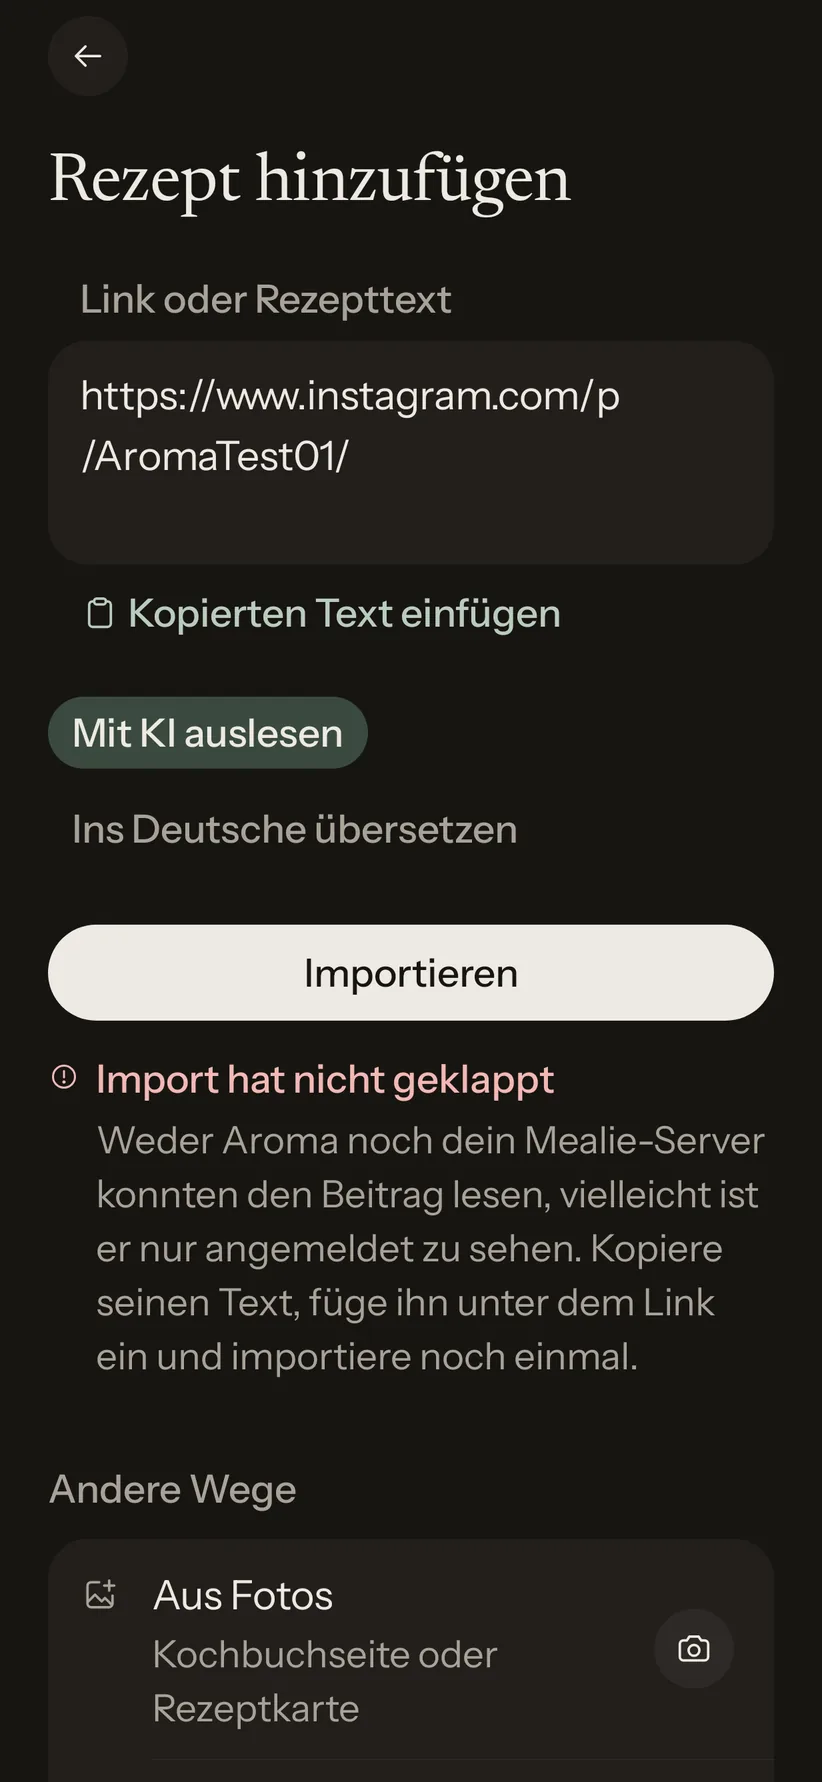 Rezept hinzufügen
Link oder Rezepttext
https://www.instagram.com/p
/AromaTest01/
Kopierten Text einfügen
Mit KI auslesen
Ins Deutsche übersetzen
Importieren
Import hat nicht geklappt
Weder Aroma noch dein Mealie-Server
konnten den Beitrag lesen, vielleicht ist
er nur angemeldet zu sehen. Kopiere
seinen Text, füge ihn unter dem Link
ein und importiere noch einmal.
Andere Wege
Aus Fotos
Kochbuchseite oder
Rezeptkarte